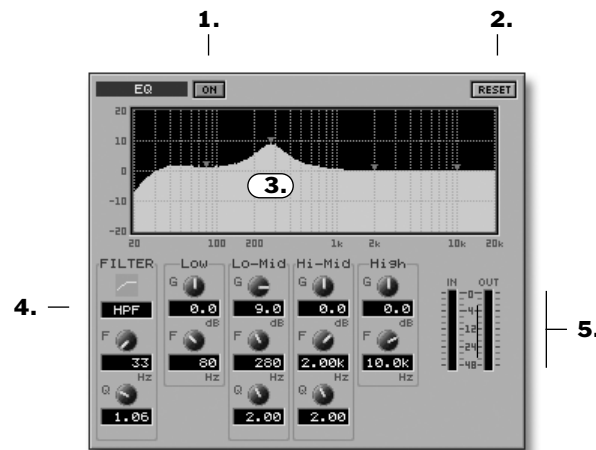 1. 2.
EQ ON RESET
20
10
0
-10
-20
3.
20 100 200 1k 2k 10k 20k
FILTER Low Lo-Mid Hi-Mid High
IN OUT
G G G G
4. HPF 0.0 9.0 0.0 0.0
dB dB dB dB
F F F F F
33 80 280 2.00k 10.0k
Hz Hz Hz Hz Hz
Q Q Q
1.06 2.00 2.00
-0-
-4-
-12-
-24-
-48-
5.